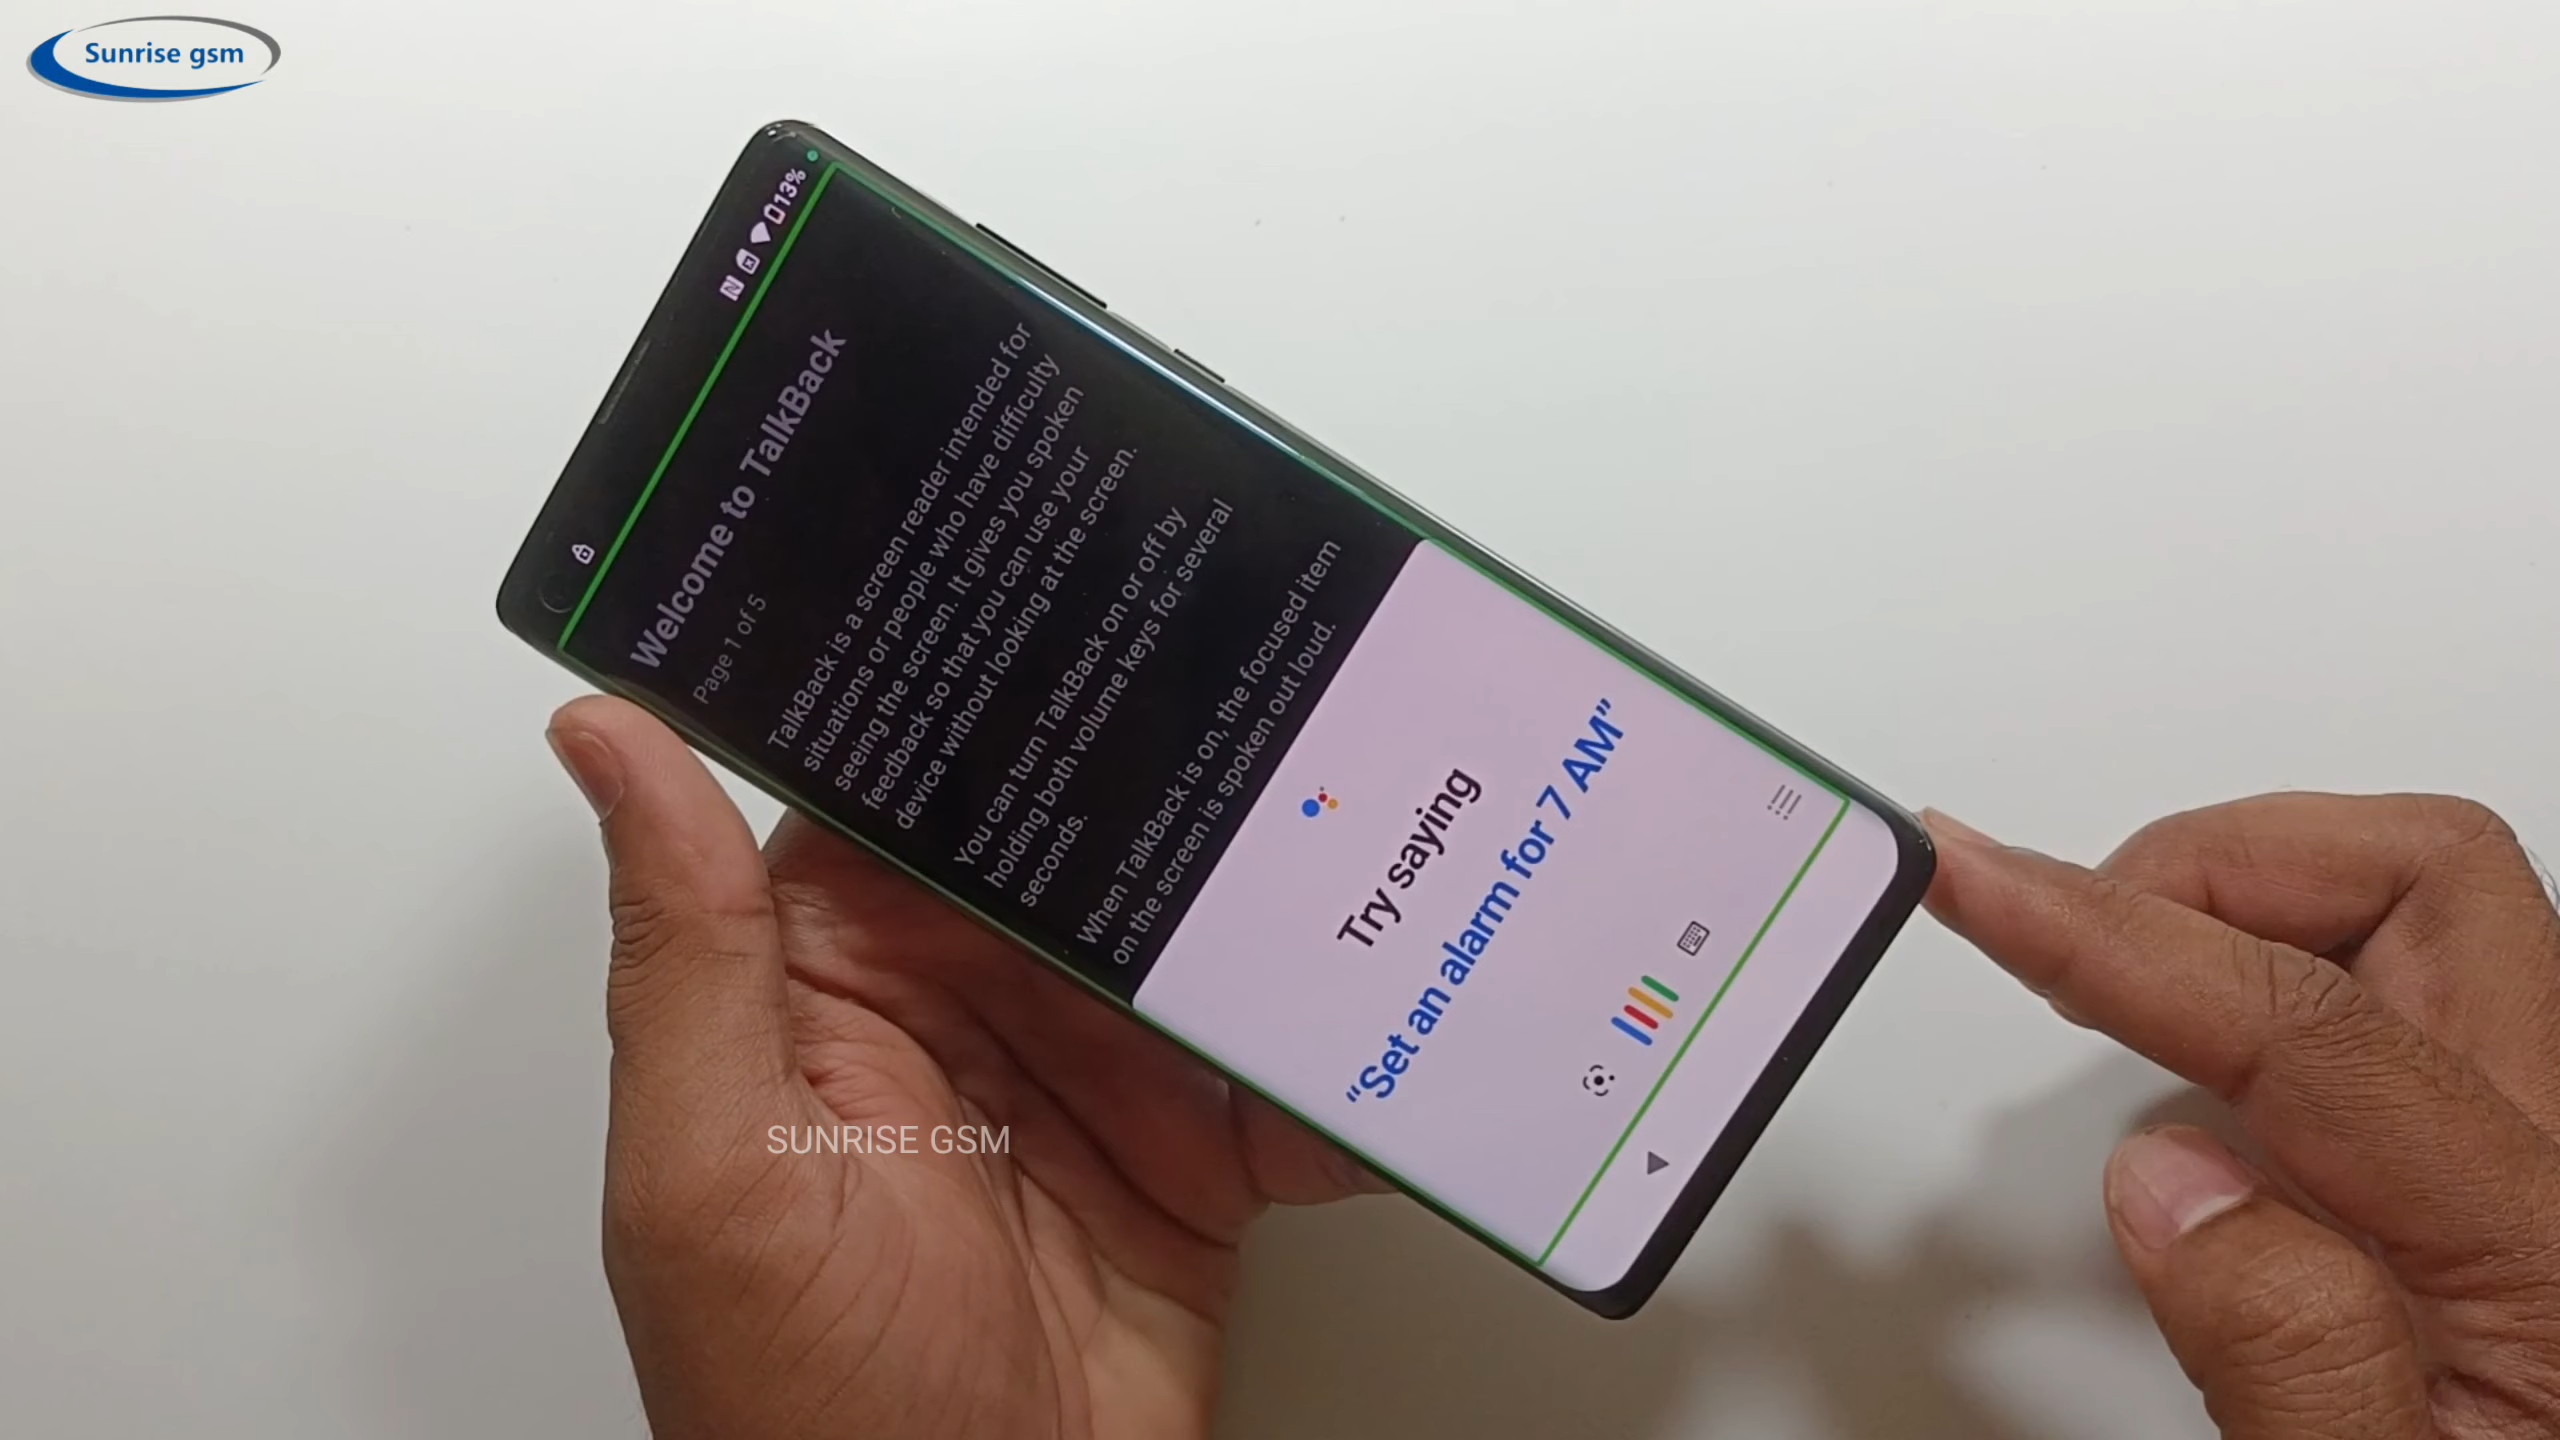 Sunrise gsm
13%
Welcome to TalkBack
Page 1 of 5
TalkBack is a screen reader intended for
situations or people who have difficulty
seeing the screen. It gives you spoken
feedback so that you can use your
device without looking at the screen.
You can turn TalkBack on or off by
holding both volume keys for several
seconds.
When TalkBack is on, the focused item
on the screen is spoken out loud.
Try saying
“Set an alarm for 7 AM”
SUNRISE GSM